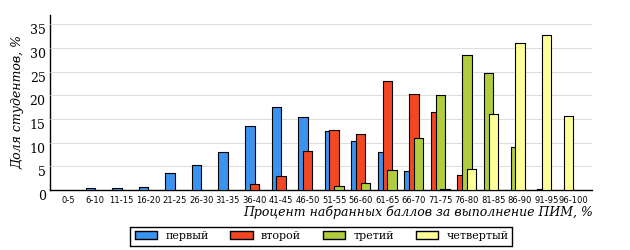 Доля студентов, %
35
30
25
20
15
10
5
0
0-5 6-10 11-15 16-20 21-25 26-30 31-35 36-40 41-45 46-50 51-55 56-60 61-65 66-70 71-75 76-80 81-85 86-90 91-95 96-100
Процент набранных баллов за выполнение ПИМ, %
первый второй третий четвертый